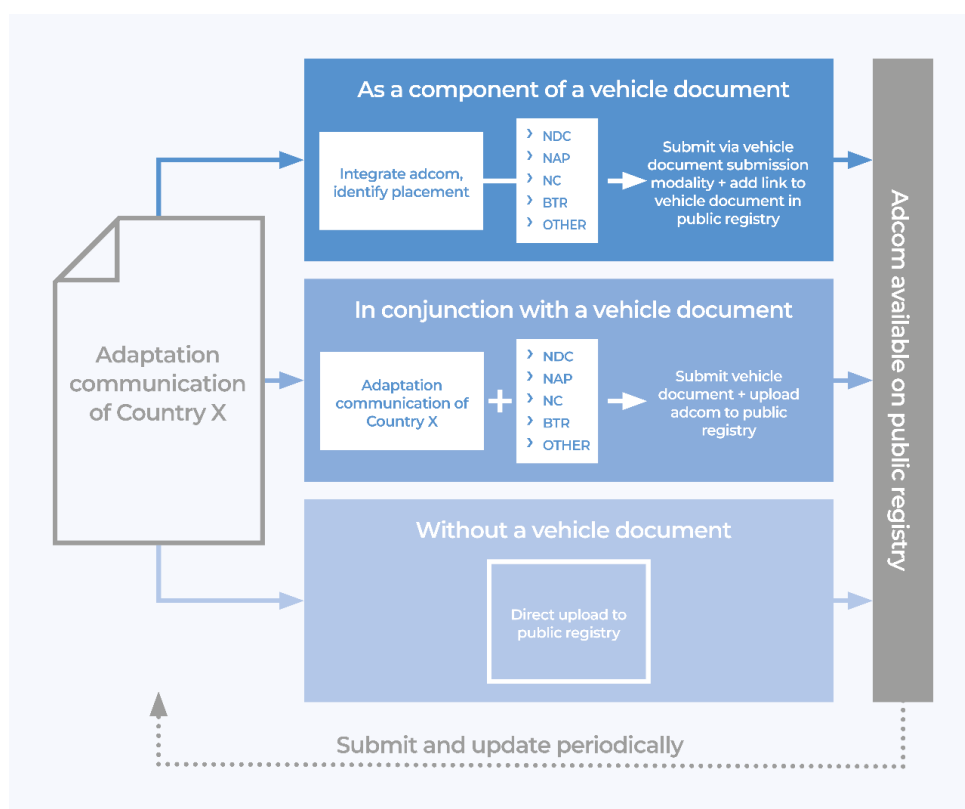 Adaptation
communication
of Country X
As a component of a vehicle document
Integrate adcom,
identify placement
› NDC
› NAP
› NC
› BTR
› OTHER
Submit via vehicle
document submission
modality + add link to
vehicle document in
public registry
In conjunction with a vehicle document
Adaptation
communication of
Country X
+
› NDC
› NAP
› NC
› BTR
› OTHER
Submit vehicle
document + upload
adcom to public
registry
Without a vehicle document
Direct upload to
public registry
Adcom available on public registry
Submit and update periodically